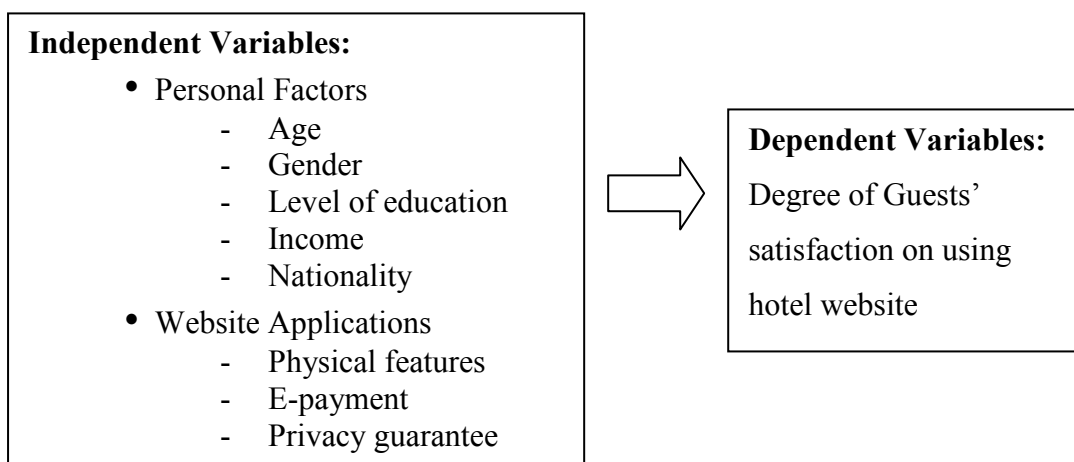 Independent Variables:
• Personal Factors
- Age
- Gender
- Level of education
- Income
- Nationality
• Website Applications
- Physical features
- E-payment
- Privacy guarantee
Dependent Variables:
Degree of Guests’
satisfaction on using
hotel website